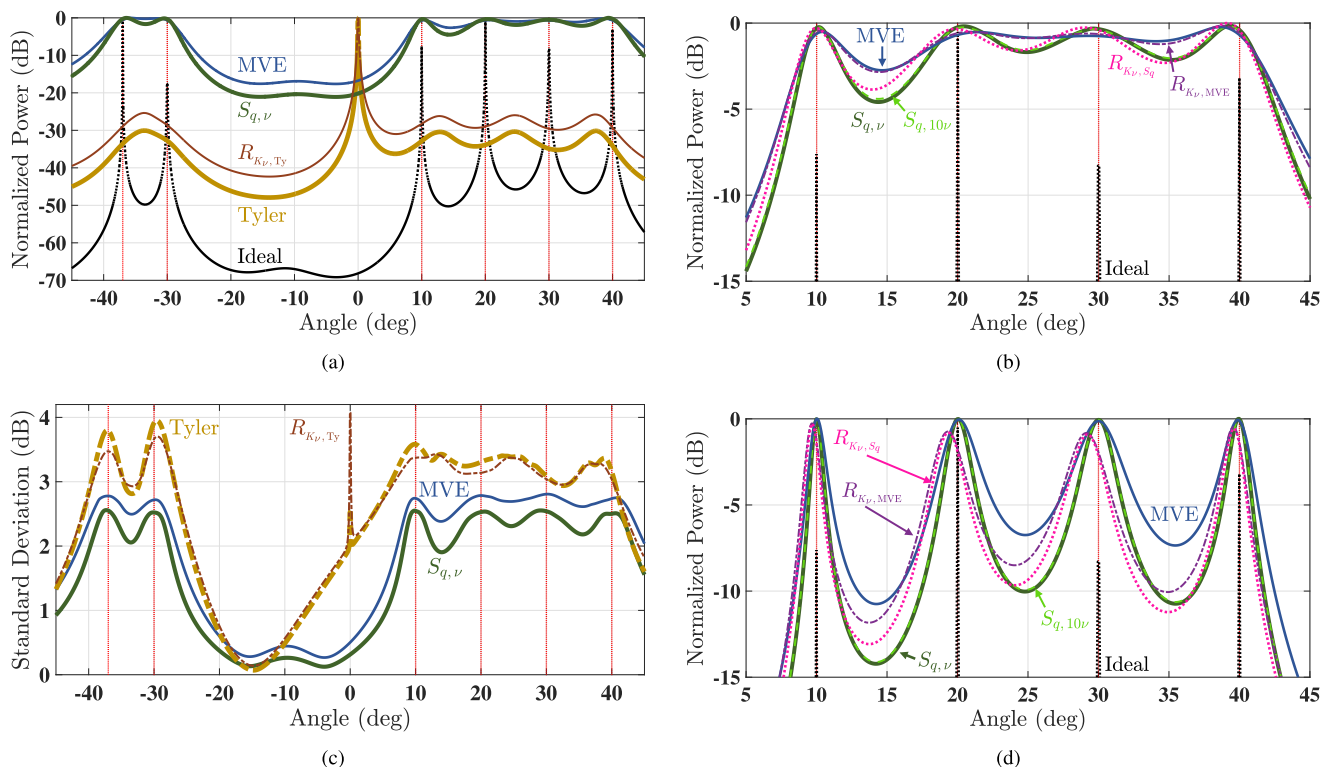 Normalized Power (dB)
0
-10
-20
-30
-40
-50
-60
-70
MVE
S_{q,ν}
R_{K_ν,Ty}
Tyler
Ideal
-40 -30 -20 -10 0 10 20 30 40
Angle (deg)
(a)
Normalized Power (dB)
0
-5
-10
-15
MVE
S_{q,ν}
S_{q,10ν}
R_{K_ν,S_q}
R_{K_ν,MVE}
Ideal
5 10 15 20 25 30 35 40 45
Angle (deg)
(b)
Standard Deviation (dB)
4
3
2
1
0
Tyler
R_{K_ν,Ty}
MVE
S_{q,ν}
-40 -30 -20 -10 0 10 20 30 40
Angle (deg)
(c)
Normalized Power (dB)
0
-5
-10
-15
R_{K_ν,S_q}
R_{K_ν,MVE}
MVE
S_{q,10ν}
S_{q,ν}
Ideal
5 10 15 20 25 30 35 40 45
Angle (deg)
(d)